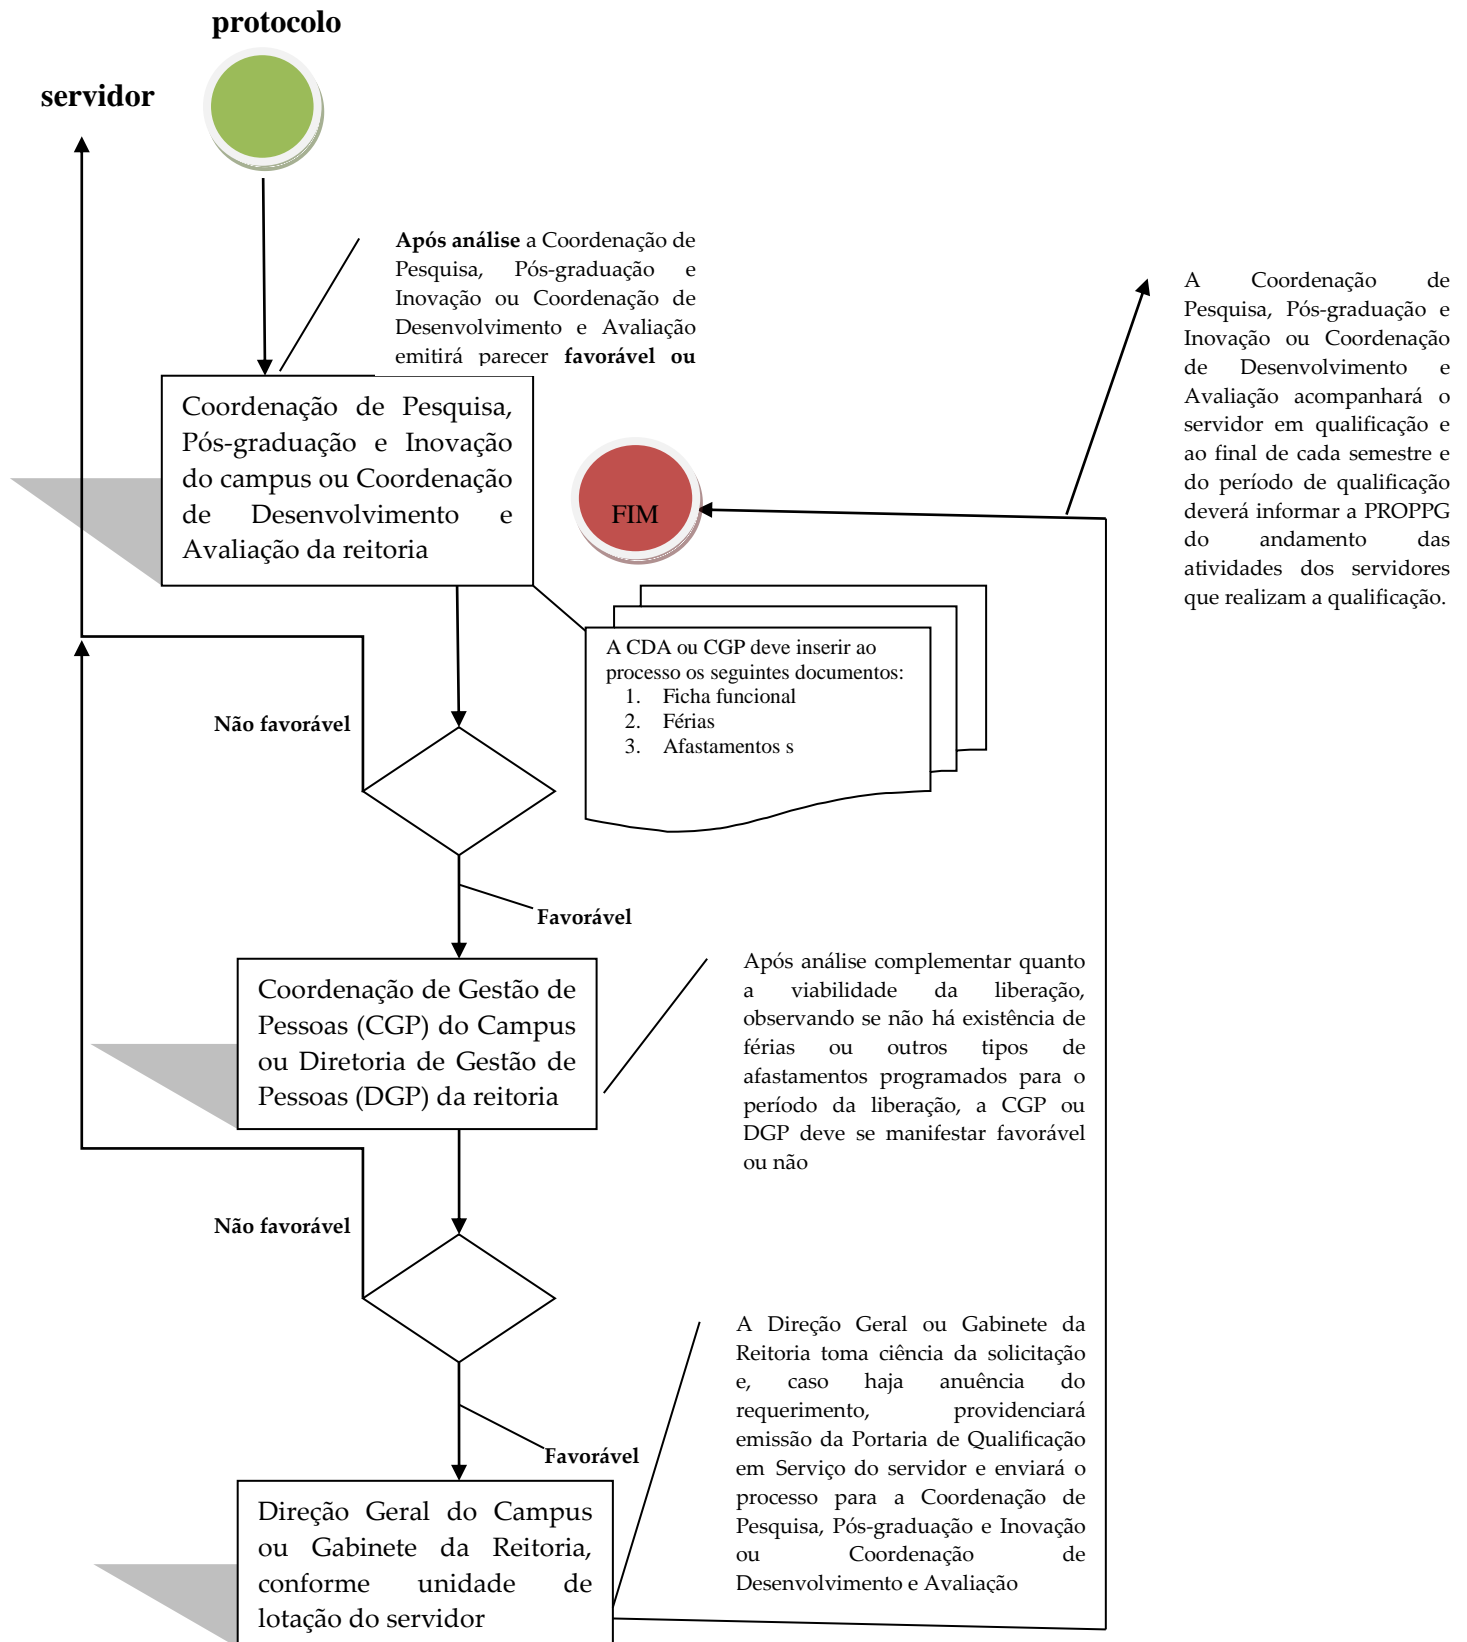 protocolo
servidor
Após análise a Coordenação de
Pesquisa, Pós-graduação e
Inovação ou Coordenação de
Desenvolvimento e Avaliação
emitirá parecer favorável ou
Coordenação de Pesquisa,
Pós-graduação e Inovação
do campus ou Coordenação
de Desenvolvimento e
Avaliação da reitoria
A Coordenação de
Pesquisa, Pós-graduação e
Inovação ou Coordenação
de Desenvolvimento e
Avaliação acompanhará o
servidor em qualificação e
ao final de cada semestre e
do período de qualificação
deverá informar a PROPPG
do andamento das
atividades dos servidores
que realizam a qualificação.
FIM
A CDA ou CGP deve inserir ao
processo os seguintes documentos:
1. Ficha funcional
2. Férias
3. Afastamentos s
Não favorável
Favorável
Coordenação de Gestão de
Pessoas (CGP) do Campus
ou Diretoria de Gestão de
Pessoas (DGP) da reitoria
Após análise complementar quanto
a viabilidade da liberação,
observando se não há existência de
férias ou outros tipos de
afastamentos programados para o
período da liberação, a CGP ou
DGP deve se manifestar favorável
ou não
Não favorável
Favorável
A Direção Geral ou Gabinete da
Reitoria toma ciência da solicitação
e, caso haja anuência do
requerimento, providenciará
emissão da Portaria de Qualificação
em Serviço do servidor e enviará o
processo para a Coordenação de
Pesquisa, Pós-graduação e Inovação
ou Coordenação de
Desenvolvimento e Avaliação
Direção Geral do Campus
ou Gabinete da Reitoria,
conforme unidade de
lotação do servidor